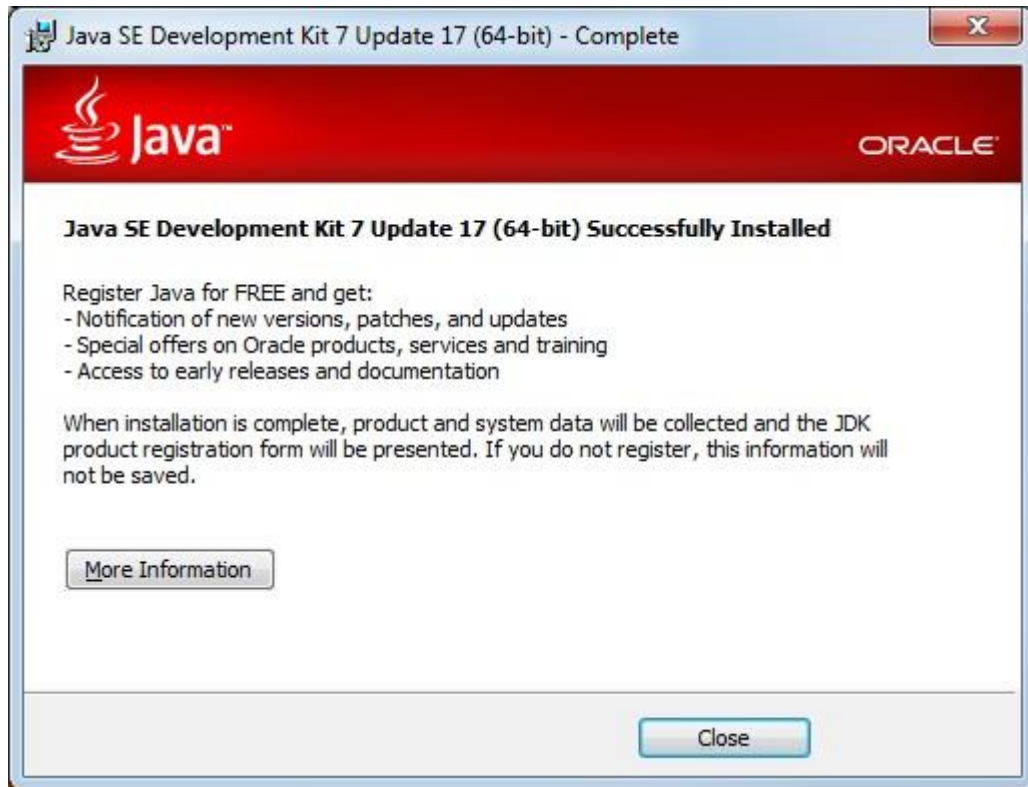 Java SE Development Kit 7 Update 17 (64-bit) - Complete
Java™
ORACLE®
Java SE Development Kit 7 Update 17 (64-bit) Successfully Installed
Register Java for FREE and get:
- Notification of new versions, patches, and updates
- Special offers on Oracle products, services and training
- Access to early releases and documentation
When installation is complete, product and system data will be collected and the JDK
product registration form will be presented. If you do not register, this information will
not be saved.
More Information
Close